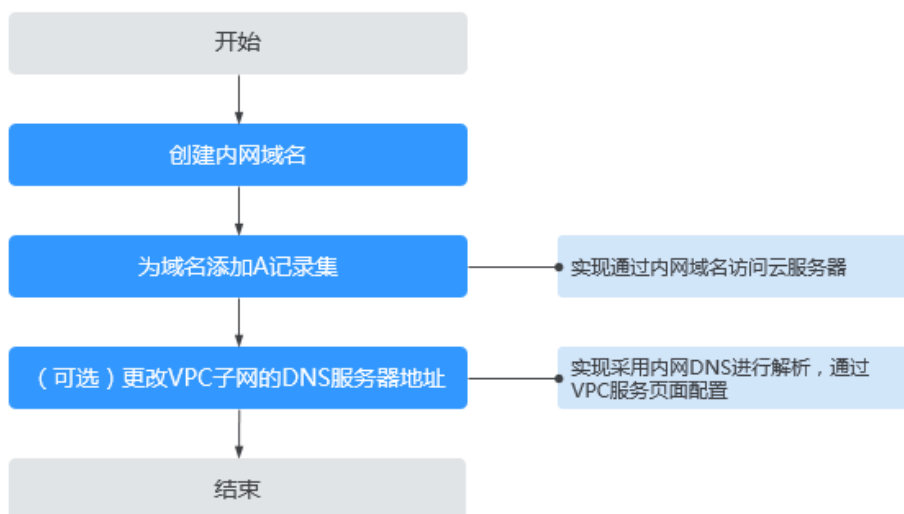 开始
创建内网域名
为域名添加A记录集
实现通过内网域名访问云服务器
（可选）更改VPC子网的DNS服务器地址
实现采用内网DNS进行解析，通过
VPC服务页面配置
结束